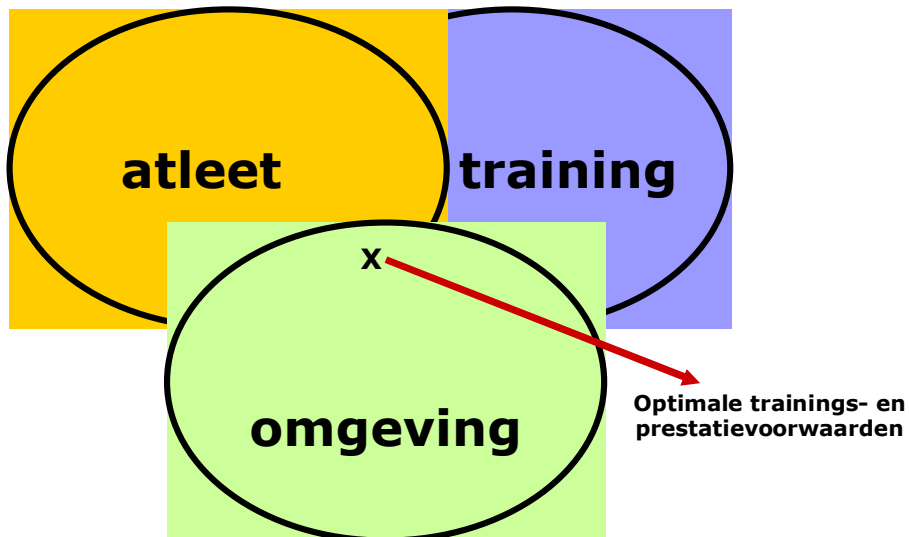 atleet
training
x
omgeving
Optimale trainings- en
prestatievoorwaarden